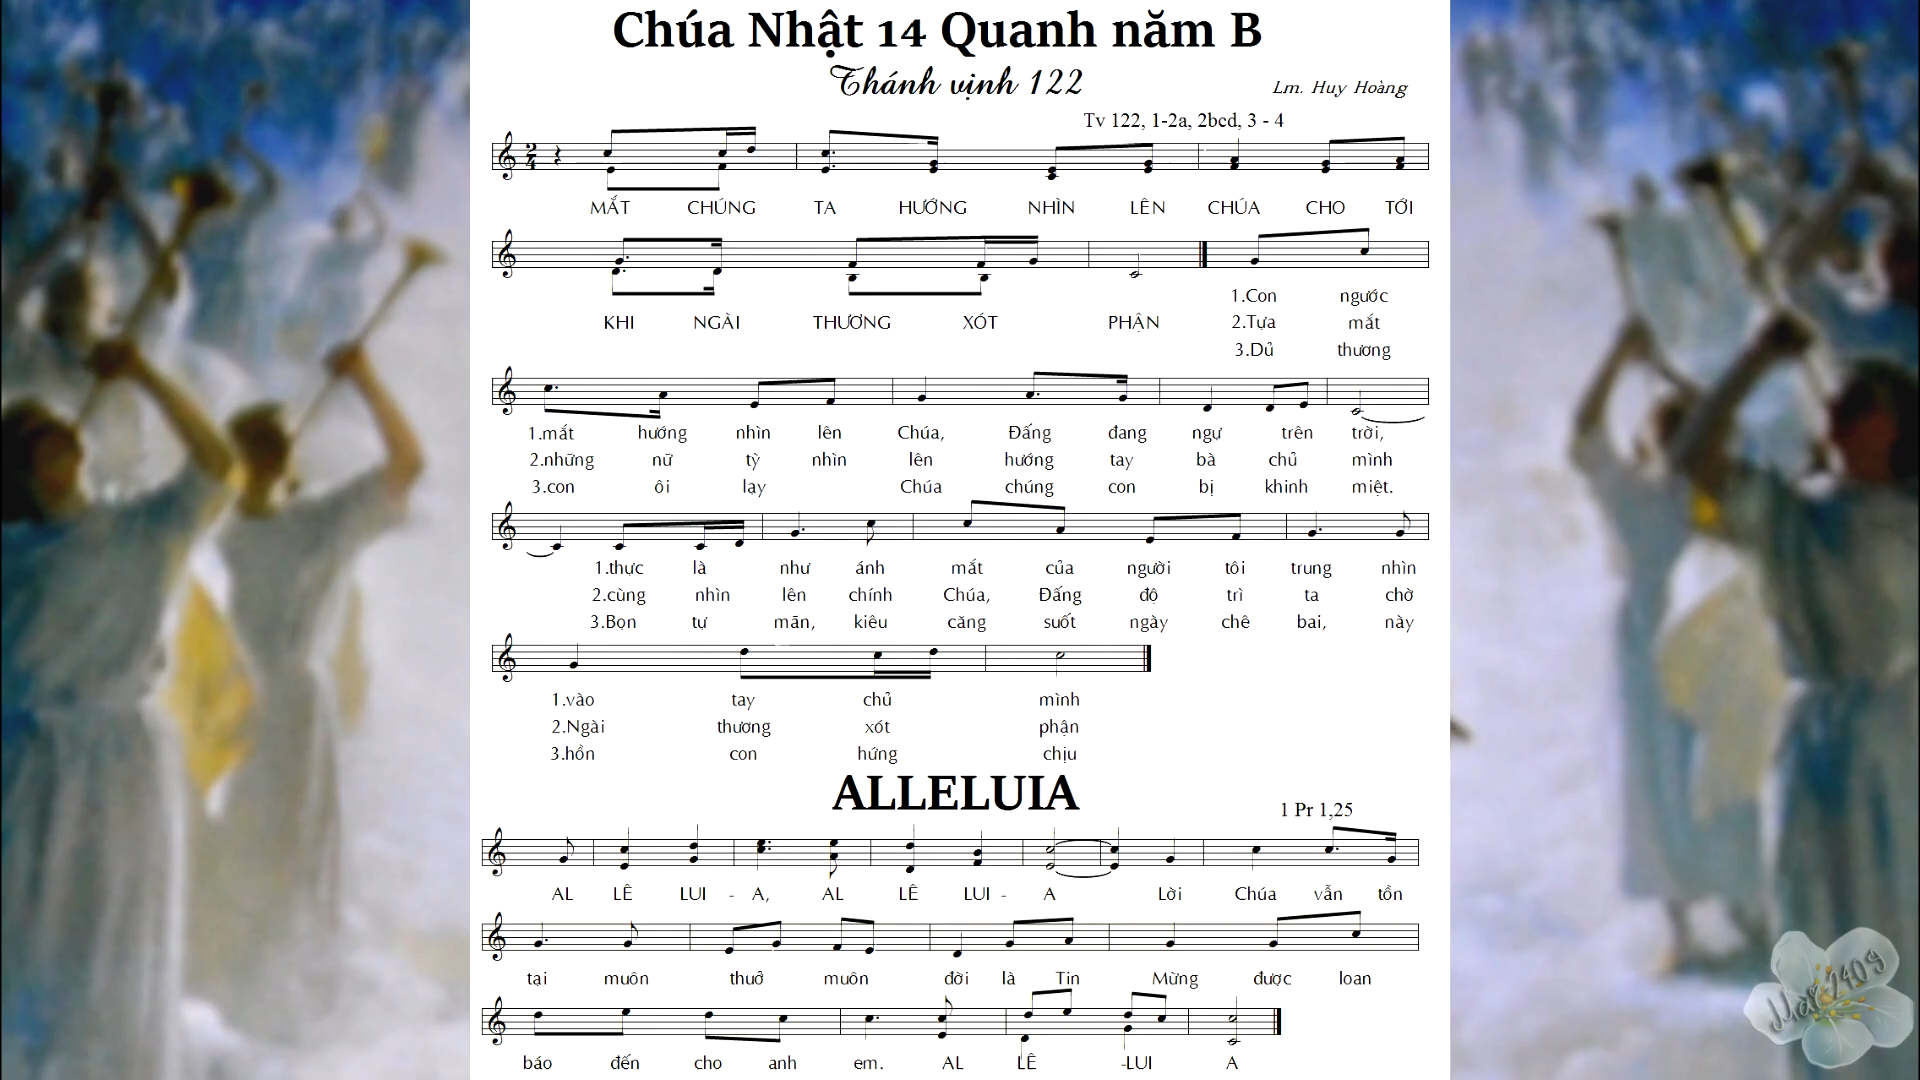 Chúa Nhật 14 Quanh năm B
Thánh vịnh 122
Lm. Huy Hoàng
Tv 122, 1-2a, 2bcd, 3 - 4
MẮT CHÚNG TA HƯỚNG NHÌN LÊN CHÚA CHO TỚI
KHI NGÀI THƯƠNG XÓT PHẬN
1.Con ngước
2.Tựa mắt
3.Dủ thương
1.mắt hướng nhìn lên Chúa, Đấng đang ngự trên trời,
2.những nữ tỳ nhìn lên hướng tay bà chủ mình
3.con ôi lạy Chúa chúng con bị khinh miệt.
1.thực là như ánh mắt của người tôi trung nhìn
2.cùng nhìn lên chính Chúa, Đấng độ trì ta chờ
3.Bọn tự mãn, kiêu căng suốt ngày chê bai, này
1.vào tay chủ mình
2.Ngài thương xót phận
3.hồn con hứng chịu
ALLELUIA
1 Pr 1,25
AL LÊ LUI - A, AL LÊ LUI - A Lời Chúa vẫn tồn
tại muôn thuở muôn đời là Tin Mừng được loan
báo đến cho anh em. AL LÊ -LUI A